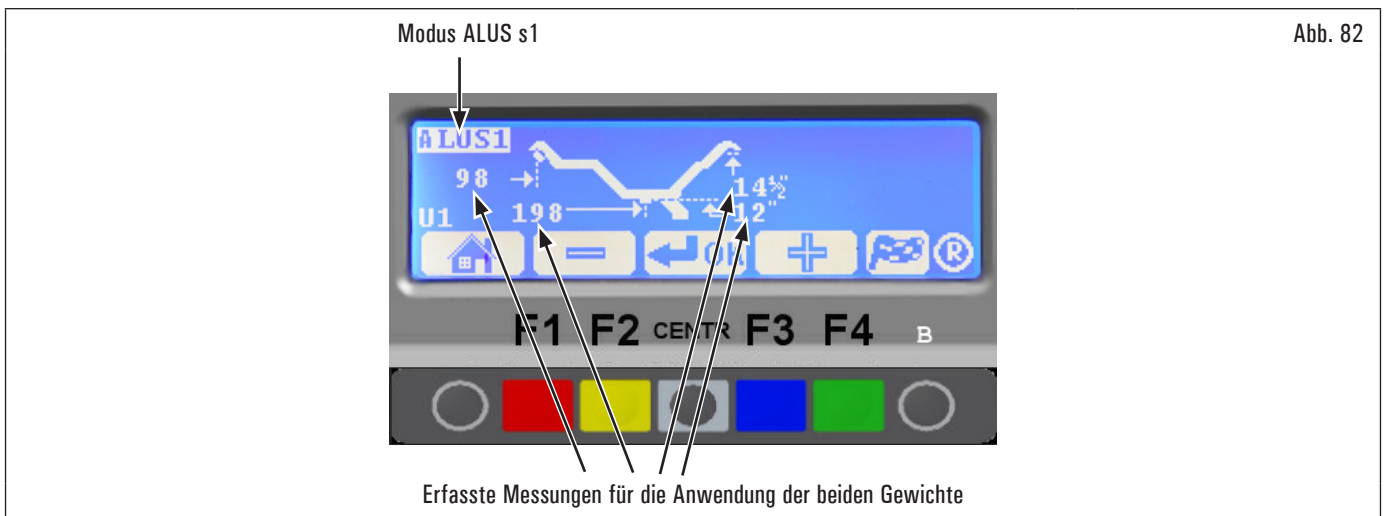 Modus ALUS s1
Abb. 82
ALUS1
98
14½"
U1
198
12"
OK
®
F1 F2 CENTR F3 F4 B
Erfasste Messungen für die Anwendung der beiden Gewichte